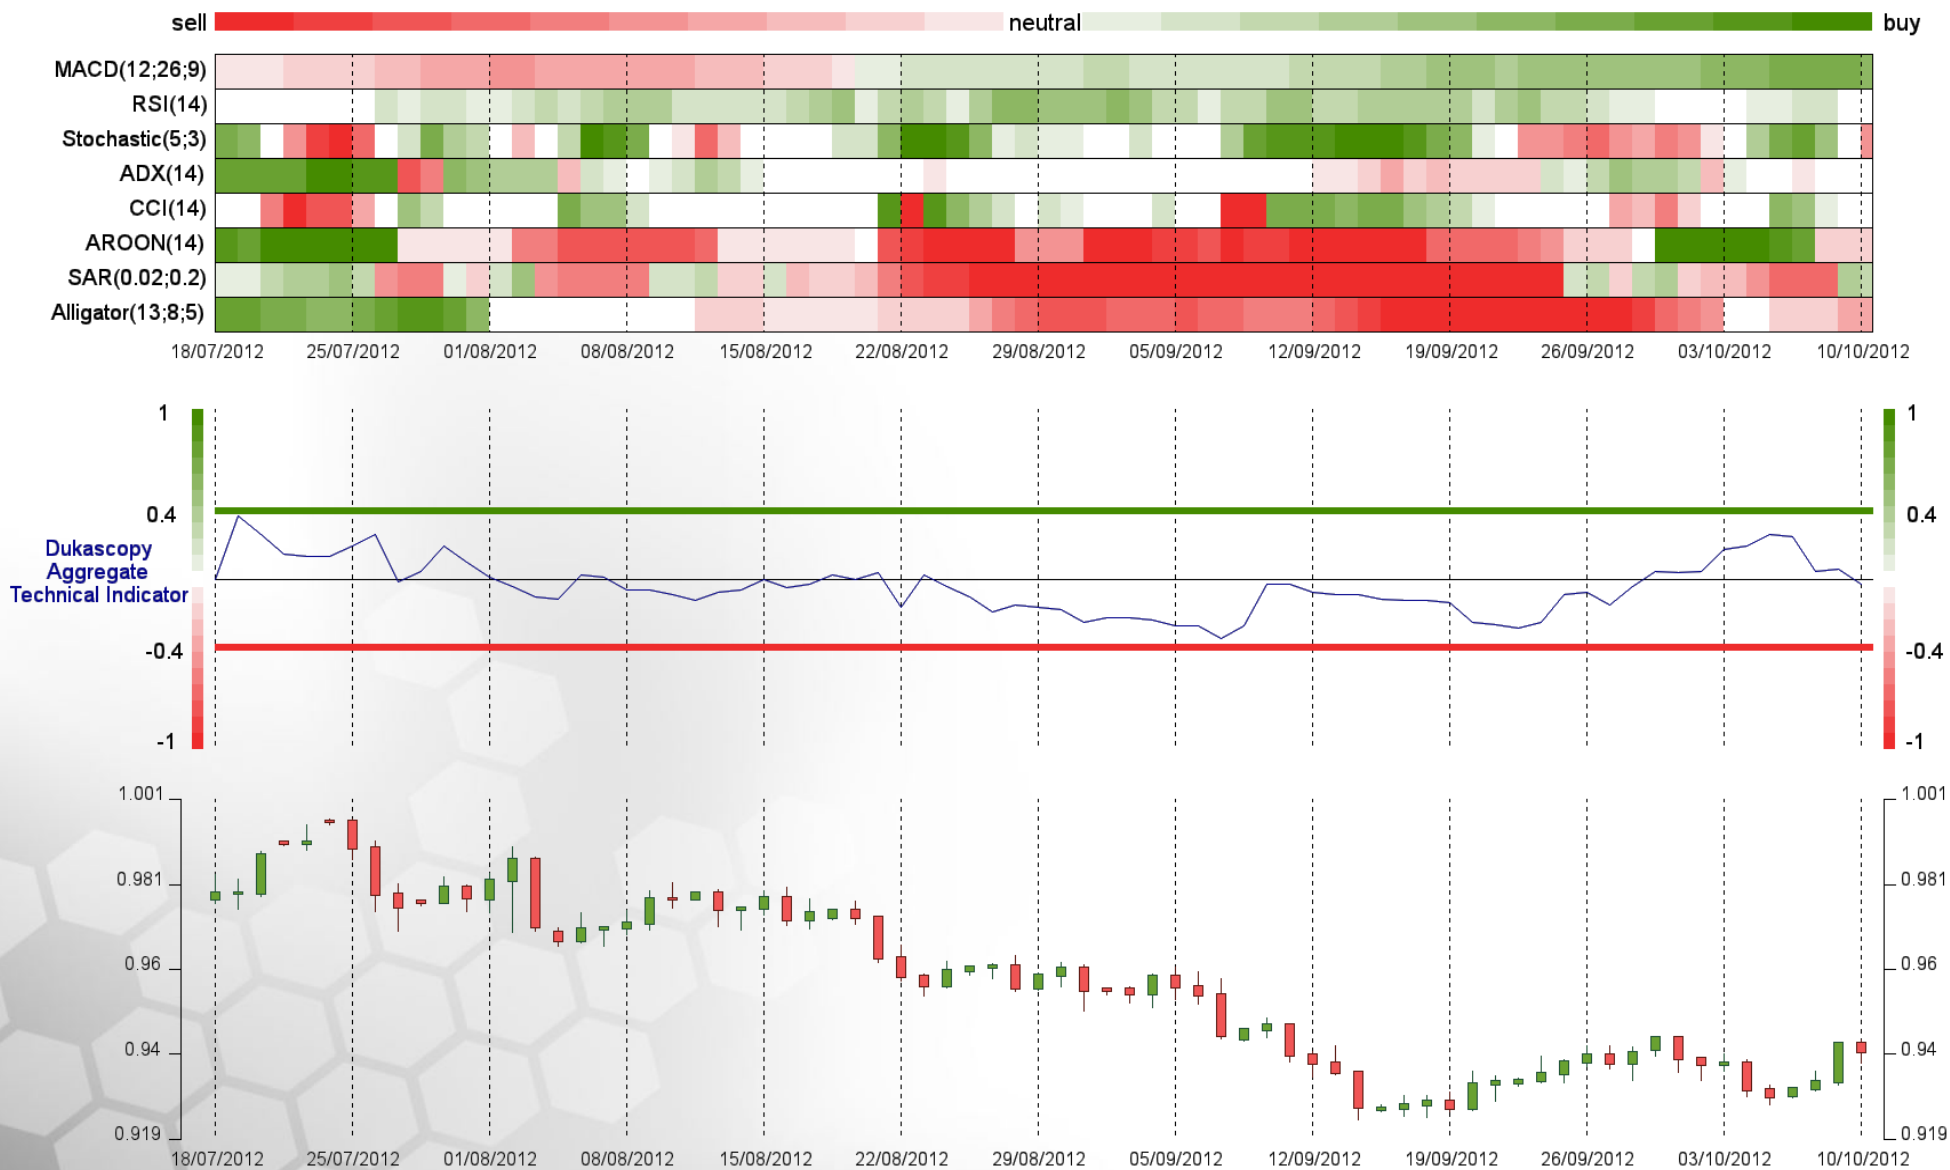 sell neutral buy
MACD(12;26;9)
RSI(14)
Stochastic(5;3)
ADX(14)
CCI(14)
AROON(14)
SAR(0.02;0.2)
Alligator(13;8;5)
18/07/2012 25/07/2012 01/08/2012 08/08/2012 15/08/2012 22/08/2012 29/08/2012 05/09/2012 12/09/2012 19/09/2012 26/09/2012 03/10/2012 10/10/2012
1 1
0.4 0.4
Dukascopy
Aggregate
Technical Indicator
-0.4 -0.4
-1 -1
1.001 1.001
0.981 0.981
0.96 0.96
0.94 0.94
0.919 0.919
18/07/2012 25/07/2012 01/08/2012 08/08/2012 15/08/2012 22/08/2012 29/08/2012 05/09/2012 12/09/2012 19/09/2012 26/09/2012 03/10/2012 10/10/2012